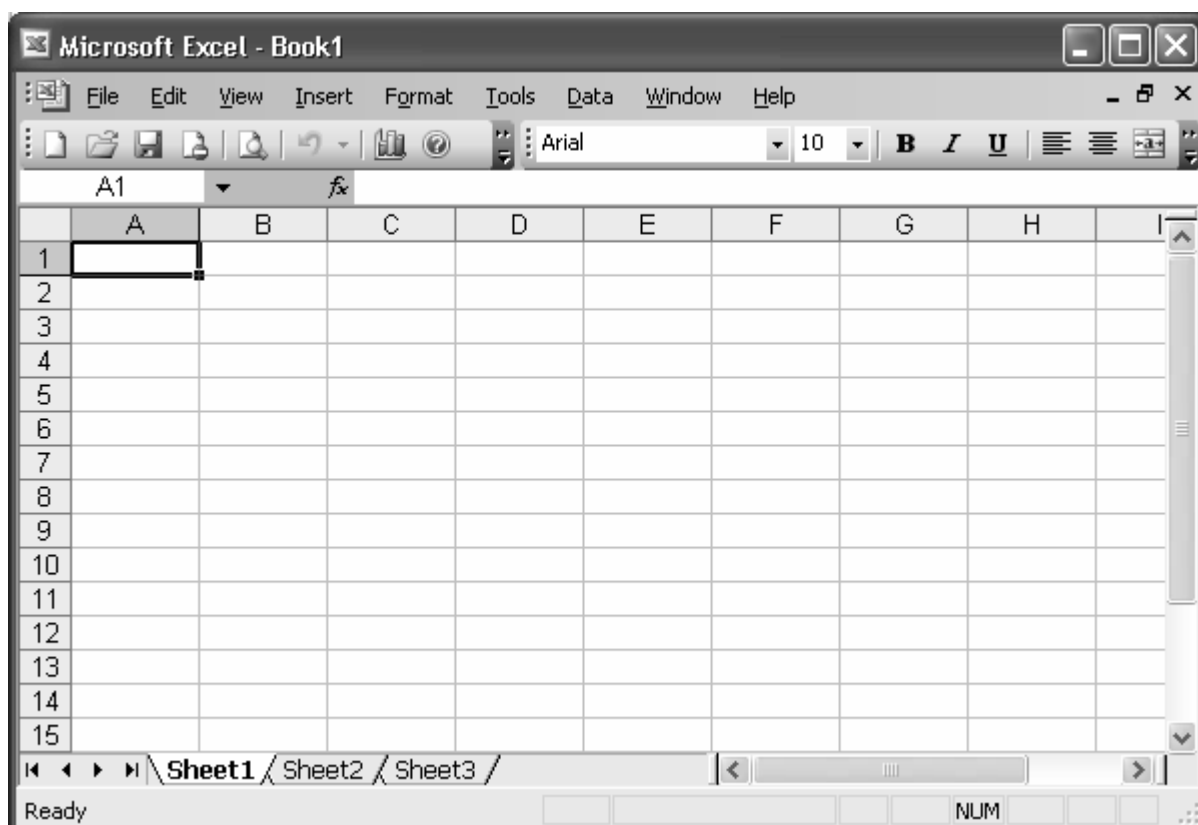 Microsoft Excel - Book1
File Edit View Insert Format Tools Data Window Help
Arial 10 B I U a
A1 fx
A B C D E F G H I
1
2
3
4
5
6
7
8
9
10
11
12
13
14
15
Sheet1 Sheet2 Sheet3
Ready NUM